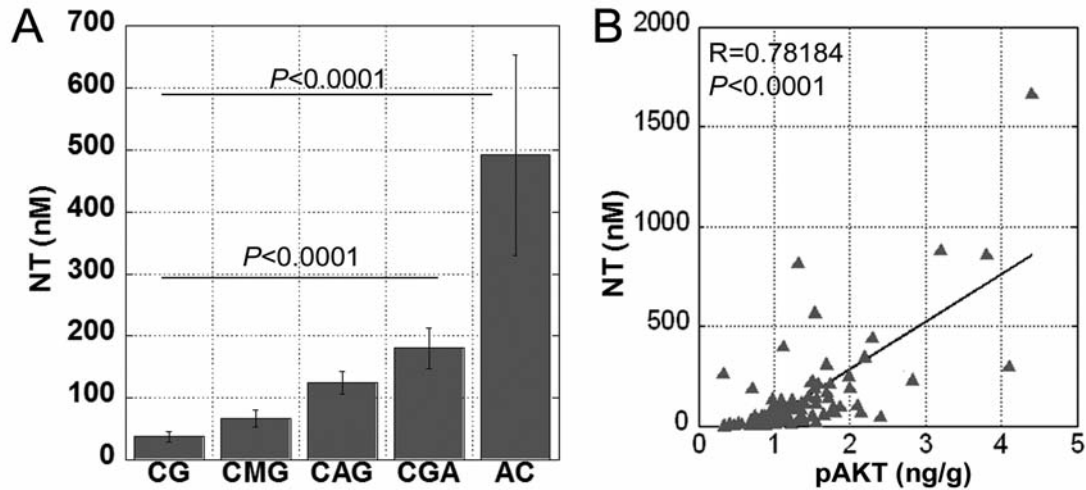 A
NT (nM)
700
600
500
400
300
200
100
0
P<0.0001
P<0.0001
CG CMG CAG CGA AC
B
NT (nM)
2000
1500
1000
500
0
R=0.78184
P<0.0001
0 1 2 3 4 5
pAKT (ng/g)